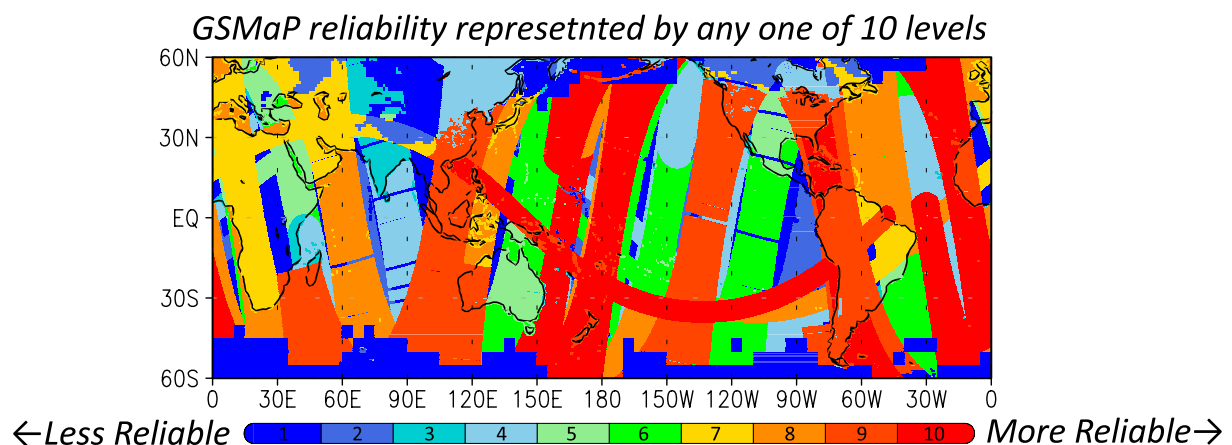 GSMaP reliability represetnted by any one of 10 levels
60N
30N
EQ
30S
60S
0 30E 60E 90E 120E 150E 180 150W 120W 90W 60W 30W 0
←Less Reliable 1 2 3 4 5 6 7 8 9 10 More Reliable→